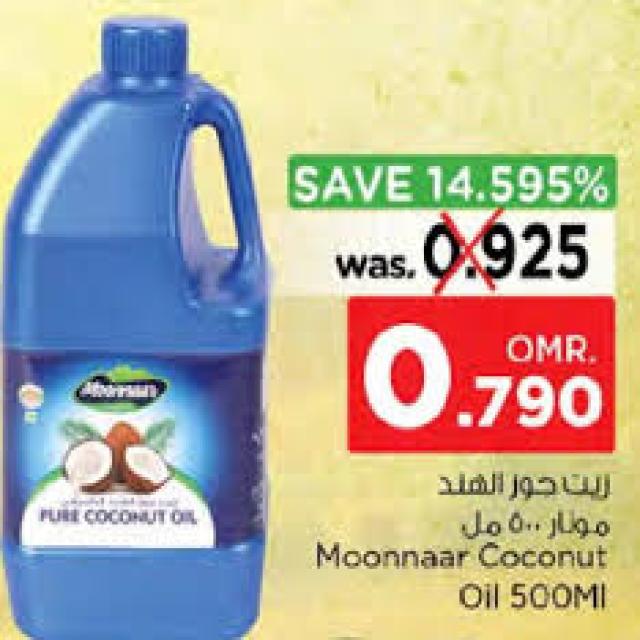 SAVE 14.595%
was. 0.925
OMR.
0.790
زيت جوز الهند
مونار ٥٠٠ مل
Moonnaar Coconut
Oil 500Ml
Moonnaar
PURE COCONUT OIL